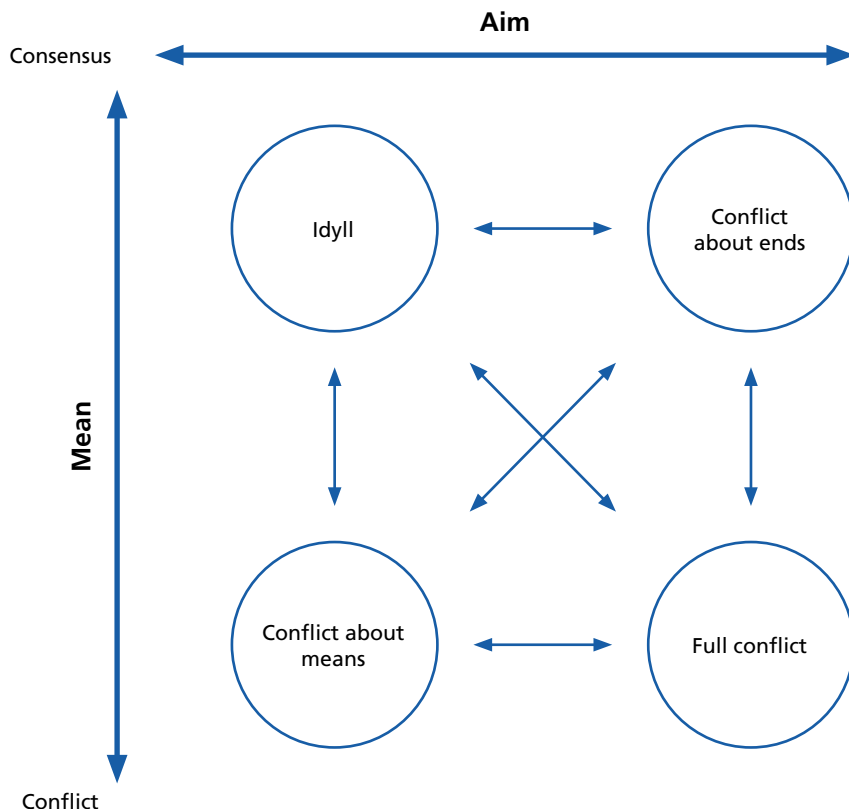 Aim
Consensus
Idyll
Conflict
about ends
Mean
Conflict about
means
Full conflict
Conflict